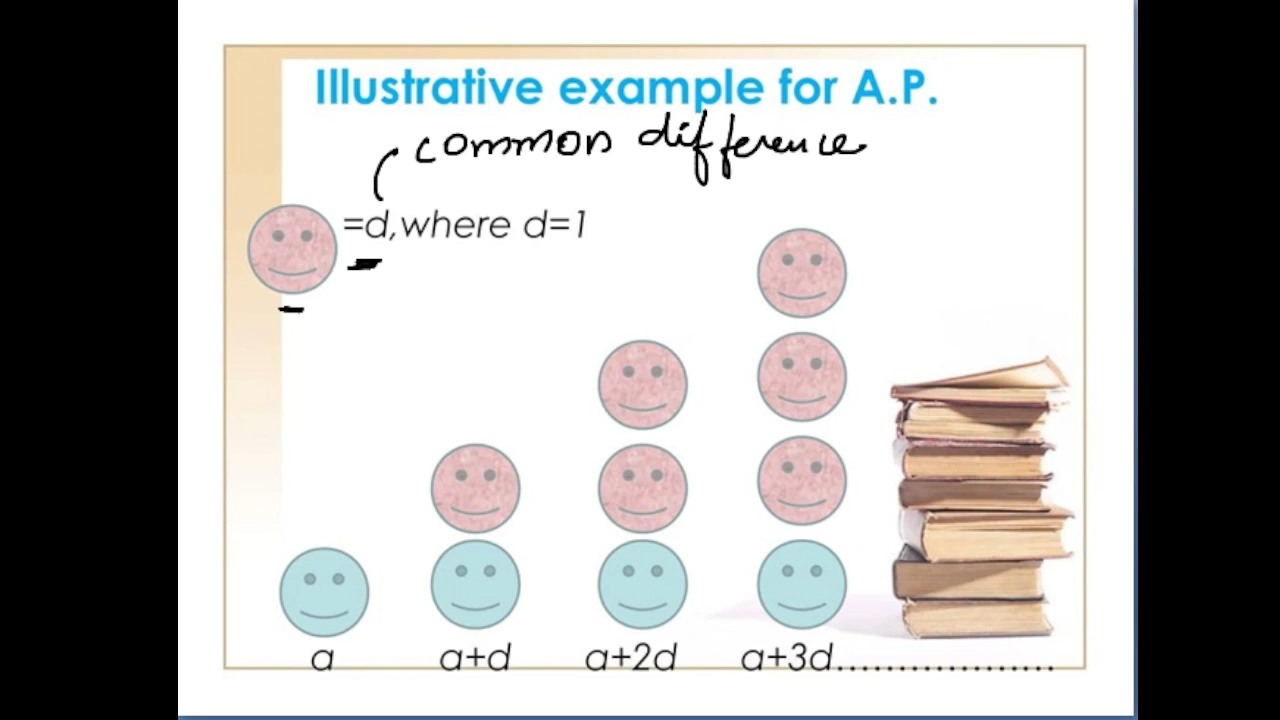 Illustrative example for A.P.
common difference
=d,where d=1
a
a+d
a+2d
a+3d..................